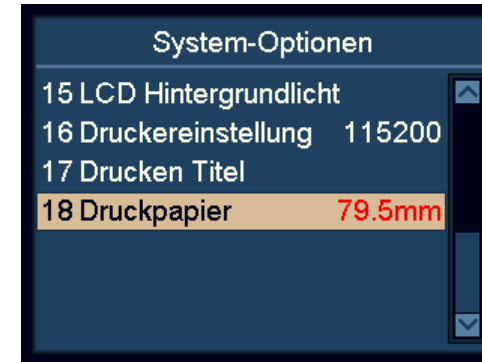 System-Optionen
15 LCD Hintergrundlicht
16 Druckereinstellung 115200
17 Drucken Titel
18 Druckpapier 79.5mm